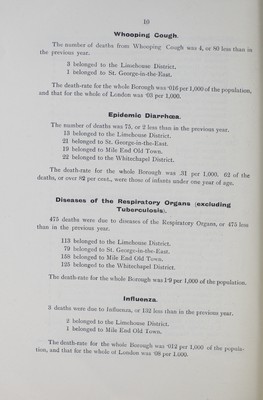 10
Whooping Cough.
The number of deaths from Whooping Cough was 4, or 80 less than in
the previous year.
3 belonged to the Limehouse District.
1 belonged to St. George-in-the-East.
The death-rate for the whole Borough was ·016 per 1,000 of the population,
and that for the whole of London was ·03 per 1,000.
Epidemic Diarrhœa.
The number of deaths was 75, or 2 less than in the previous year.
13 belonged to the Limehouse District.
21 belonged to St. George-in-the-East.
19 belonged to Mile End Old Town.
22 belonged to the Whitechapel District.
The death-rate for the whole Borough was .31 per 1,000. 62 of the
deaths, or over 82 per cent., were those of infants under one year of age.
Diseases of the Respiratory Organs (excluding
Tuberculosis).
475 deaths were due to diseases of the Respiratory Organs, or 475 less
than in the previous year.
113 belonged to the Limehouse District.
79 belonged to St. George-in-the-East.
158 belonged to Mile End Old Town.
125 belonged to the Whitechapel District.
The death-rate for the whole Borough was 1·9 per 1,000 of the population.
Influenza.
3 deaths were due to Influenza, or 152 less than in the previous year.
2 belonged to the Limehouse District.
1 belonged to Mile End Old Town.
The death-rate for the whole Borough was ·012 per 1,000 of the popula-
tion, and that for the whole of London was ·08 per 1,000.